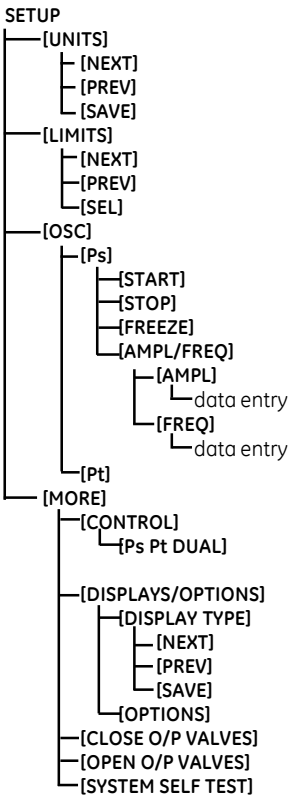 SETUP
[UNITS]
[NEXT]
[PREV]
[SAVE]
[LIMITS]
[NEXT]
[PREV]
[SEL]
[OSC]
[Ps]
[START]
[STOP]
[FREEZE]
[AMPL/FREQ]
[AMPL]
data entry
[FREQ]
data entry
[Pt]
[MORE]
[CONTROL]
[Ps Pt DUAL]
[DISPLAYS/OPTIONS]
[DISPLAY TYPE]
[NEXT]
[PREV]
[SAVE]
[OPTIONS]
[CLOSE O/P VALVES]
[OPEN O/P VALVES]
[SYSTEM SELF TEST]